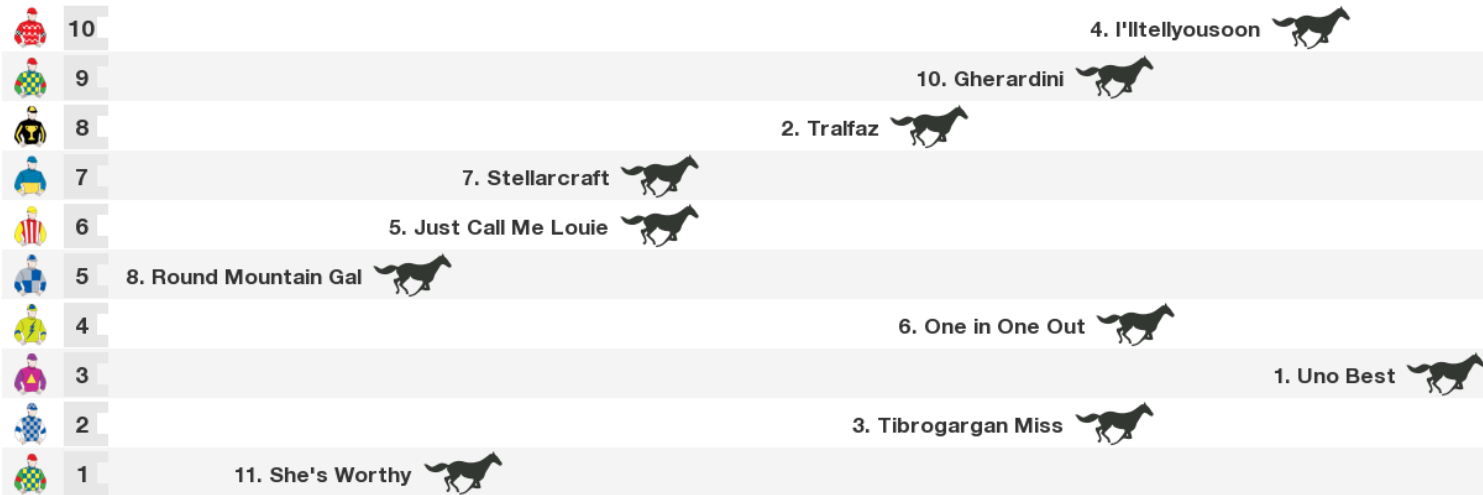 10 4. I'lltellyousoon
9 10. Gherardini
8 2. Tralfaz
7 7. Stellarcraft
6 5. Just Call Me Louie
5 8. Round Mountain Gal
4 6. One in One Out
3 1. Uno Best
2 3. Tibrogargan Miss
1 11. She's Worthy